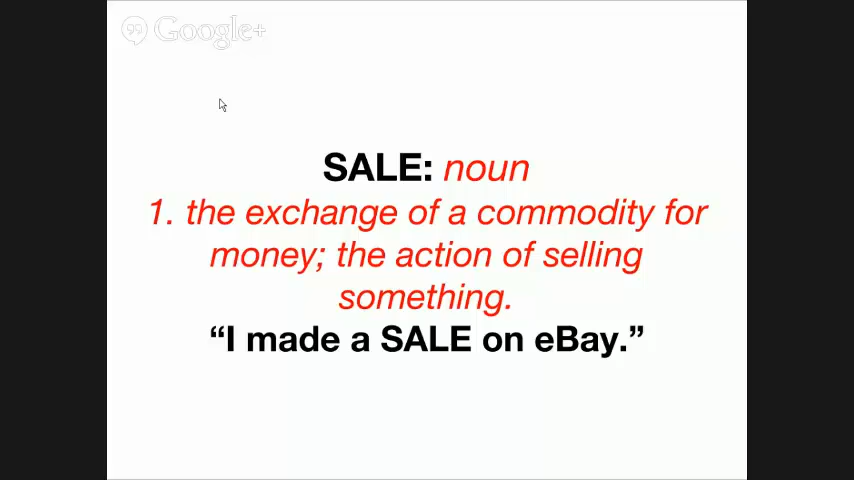 Google+
SALE: noun
1. the exchange of a commodity for
money; the action of selling
something.
“I made a SALE on eBay.”